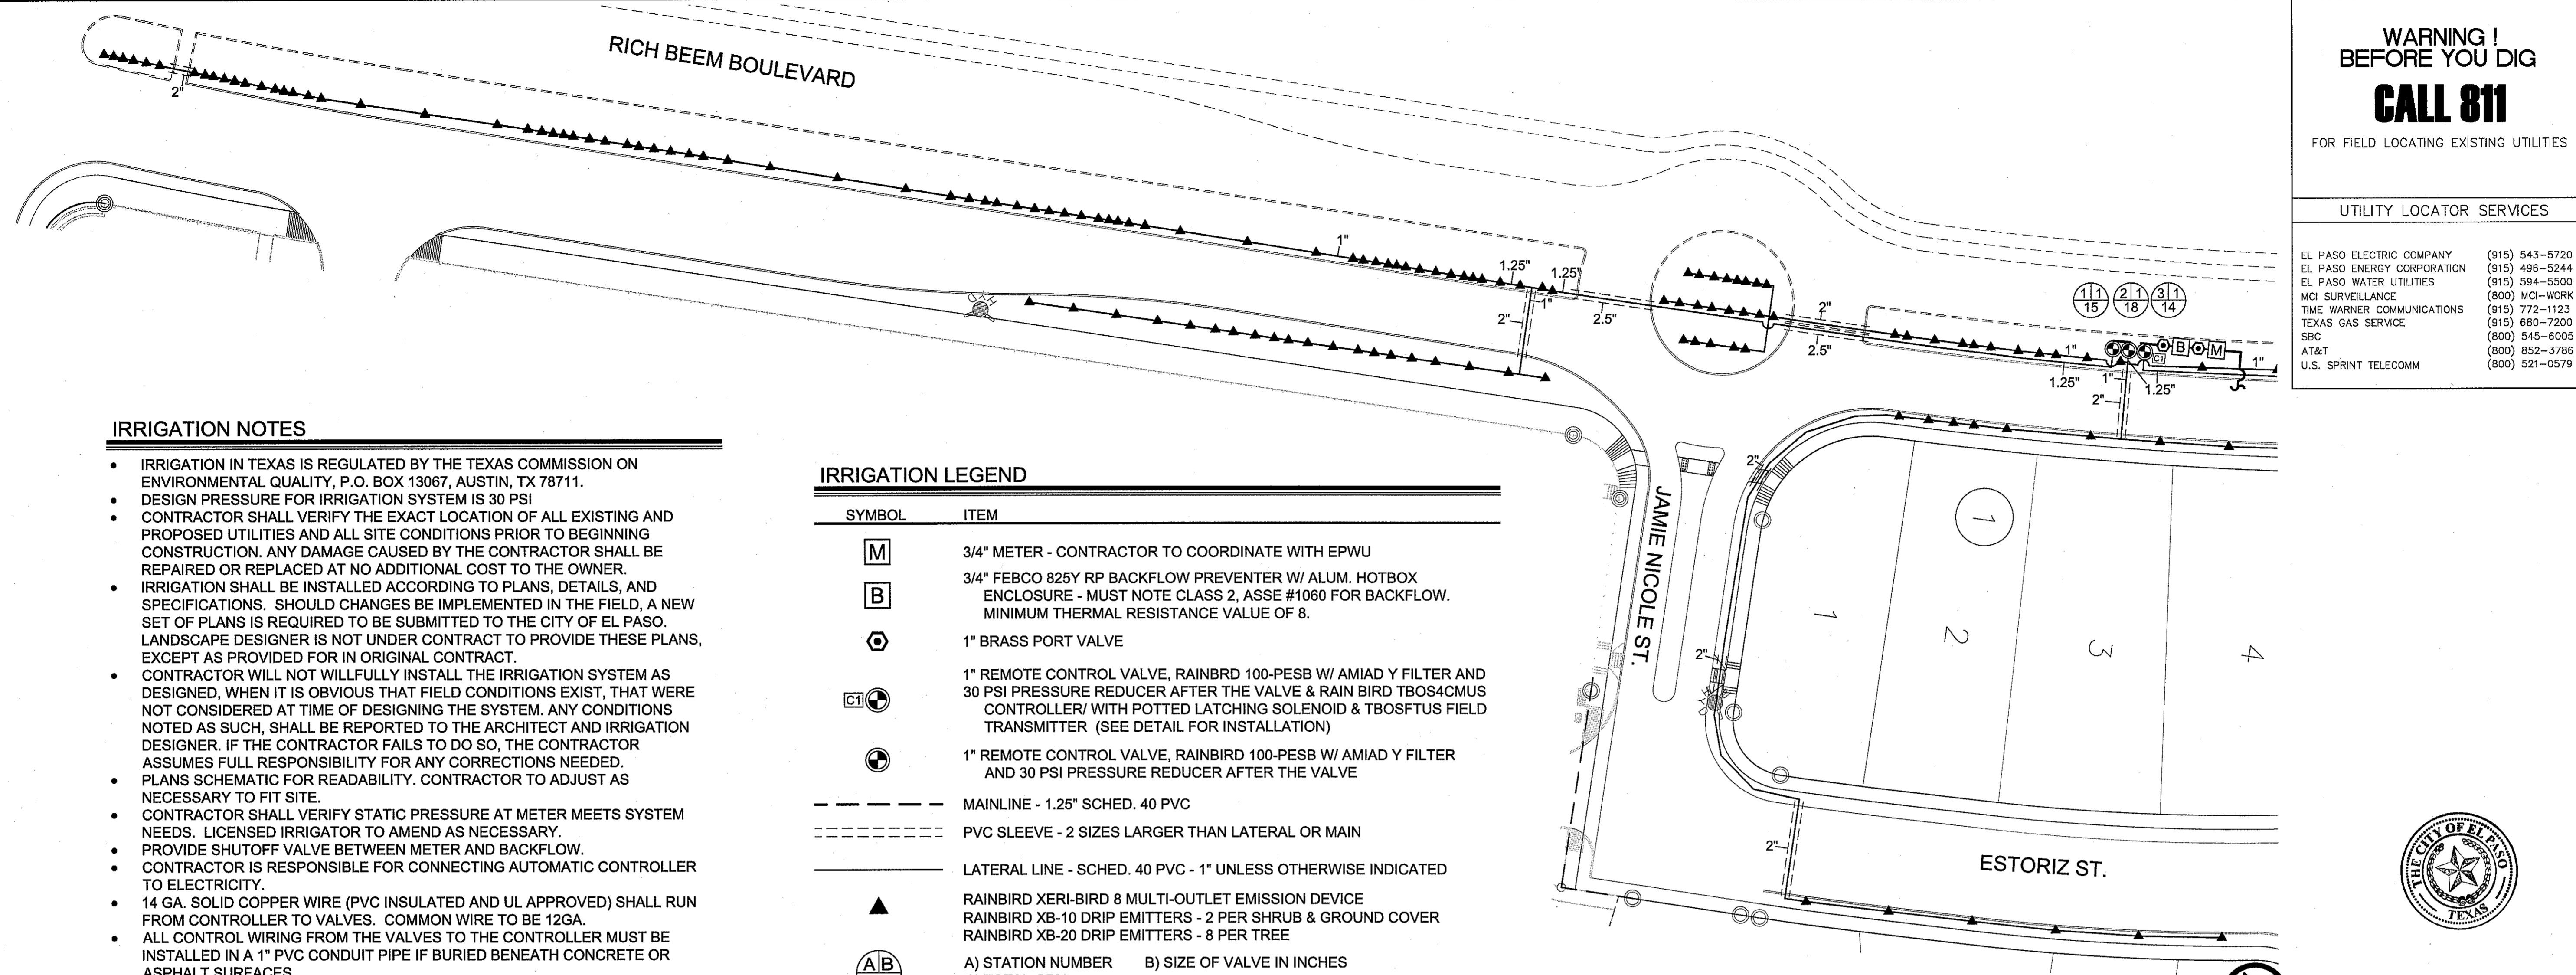 RICH BEEM BOULEVARD
2"
1"
1.25"
1.25"
1"
2"
2.5"
2"
2.5"
HYD
1|1
15
2|1
18
3|1
14
1"
1.25"
B
M
C1
1"
1"
1.25"
2"
2"
2"
HYD
2"
JAMIE NICOLE ST.
ESTORIZ ST.
1
1
2
3
4
WARNING !
BEFORE YOU DIG
CALL 811
FOR FIELD LOCATING EXISTING UTILITIES
UTILITY LOCATOR SERVICES
EL PASO ELECTRIC COMPANY (915) 543-5720
EL PASO ENERGY CORPORATION (915) 496-5244
EL PASO WATER UTILITIES (915) 594-5500
MCI SURVEILLANCE (800) MCI-WORK
TIME WARNER COMMUNICATIONS (915) 772-1123
TEXAS GAS SERVICE (915) 680-7200
SBC (800) 545-6005
AT&T (800) 852-3786
U.S. SPRINT TELECOMM (800) 521-0579
IRRIGATION NOTES
• IRRIGATION IN TEXAS IS REGULATED BY THE TEXAS COMMISSION ON
ENVIRONMENTAL QUALITY, P.O. BOX 13067, AUSTIN, TX 78711.
• DESIGN PRESSURE FOR IRRIGATION SYSTEM IS 30 PSI
• CONTRACTOR SHALL VERIFY THE EXACT LOCATION OF ALL EXISTING AND
PROPOSED UTILITIES AND ALL SITE CONDITIONS PRIOR TO BEGINNING
CONSTRUCTION. ANY DAMAGE CAUSED BY THE CONTRACTOR SHALL BE
REPAIRED OR REPLACED AT NO ADDITIONAL COST TO THE OWNER.
• IRRIGATION SHALL BE INSTALLED ACCORDING TO PLANS, DETAILS, AND
SPECIFICATIONS. SHOULD CHANGES BE IMPLEMENTED IN THE FIELD, A NEW
SET OF PLANS IS REQUIRED TO BE SUBMITTED TO THE CITY OF EL PASO.
LANDSCAPE DESIGNER IS NOT UNDER CONTRACT TO PROVIDE THESE PLANS,
EXCEPT AS PROVIDED FOR IN ORIGINAL CONTRACT.
• CONTRACTOR WILL NOT WILLFULLY INSTALL THE IRRIGATION SYSTEM AS
DESIGNED, WHEN IT IS OBVIOUS THAT FIELD CONDITIONS EXIST, THAT WERE
NOT CONSIDERED AT TIME OF DESIGNING THE SYSTEM. ANY CONDITIONS
NOTED AS SUCH, SHALL BE REPORTED TO THE ARCHITECT AND IRRIGATION
DESIGNER. IF THE CONTRACTOR FAILS TO DO SO, THE CONTRACTOR
ASSUMES FULL RESPONSIBILITY FOR ANY CORRECTIONS NEEDED.
• PLANS SCHEMATIC FOR READABILITY. CONTRACTOR TO ADJUST AS
NECESSARY TO FIT SITE.
• CONTRACTOR SHALL VERIFY STATIC PRESSURE AT METER MEETS SYSTEM
NEEDS. LICENSED IRRIGATOR TO AMEND AS NECESSARY.
• PROVIDE SHUTOFF VALVE BETWEEN METER AND BACKFLOW.
• CONTRACTOR IS RESPONSIBLE FOR CONNECTING AUTOMATIC CONTROLLER
TO ELECTRICITY.
• 14 GA. SOLID COPPER WIRE (PVC INSULATED AND UL APPROVED) SHALL RUN
FROM CONTROLLER TO VALVES. COMMON WIRE TO BE 12GA.
• ALL CONTROL WIRING FROM THE VALVES TO THE CONTROLLER MUST BE
INSTALLED IN A 1" PVC CONDUIT PIPE IF BURIED BENEATH CONCRETE OR
ASPHALT SURFACES
IRRIGATION LEGEND
SYMBOL ITEM
M 3/4" METER - CONTRACTOR TO COORDINATE WITH EPWU
B 3/4" FEBCO 825Y RP BACKFLOW PREVENTER W/ ALUM. HOTBOX
ENCLOSURE - MUST NOTE CLASS 2, ASSE #1060 FOR BACKFLOW.
MINIMUM THERMAL RESISTANCE VALUE OF 8.
1" BRASS PORT VALVE
C1 1" REMOTE CONTROL VALVE, RAINBRD 100-PESB W/ AMIAD Y FILTER AND
30 PSI PRESSURE REDUCER AFTER THE VALVE & RAIN BIRD TBOS4CMUS
CONTROLLER/ WITH POTTED LATCHING SOLENOID & TBOSFTUS FIELD
TRANSMITTER (SEE DETAIL FOR INSTALLATION)
1" REMOTE CONTROL VALVE, RAINBIRD 100-PESB W/ AMIAD Y FILTER
AND 30 PSI PRESSURE REDUCER AFTER THE VALVE
MAINLINE - 1.25" SCHED. 40 PVC
PVC SLEEVE - 2 SIZES LARGER THAN LATERAL OR MAIN
LATERAL LINE - SCHED. 40 PVC - 1" UNLESS OTHERWISE INDICATED
RAINBIRD XERI-BIRD 8 MULTI-OUTLET EMISSION DEVICE
RAINBIRD XB-10 DRIP EMITTERS - 2 PER SHRUB & GROUND COVER
RAINBIRD XB-20 DRIP EMITTERS - 8 PER TREE
A|B A) STATION NUMBER B) SIZE OF VALVE IN INCHES
THE CITY OF EL PASO
TEXAS